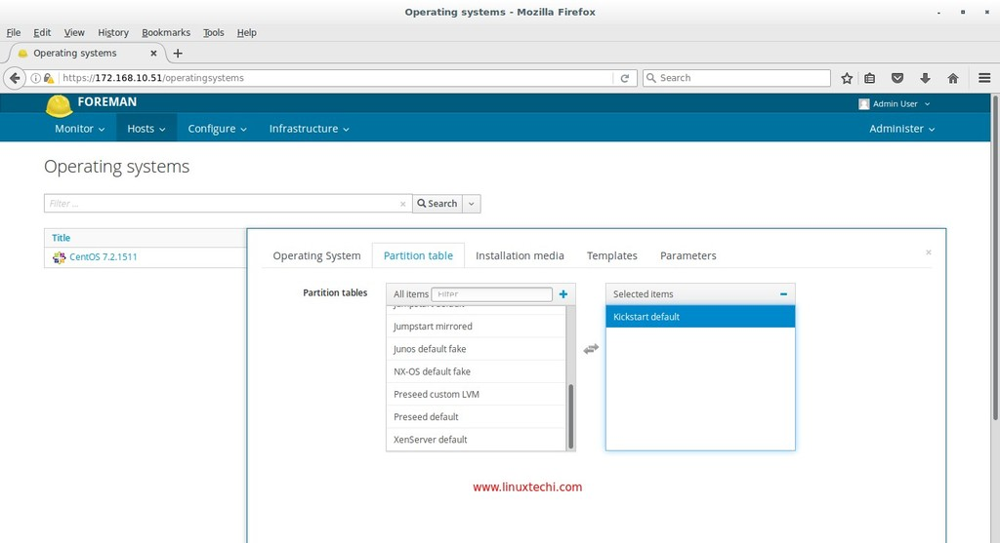 Operating systems - Mozilla Firefox
File Edit View History Bookmarks Tools Help
Operating systems
https://172.168.10.51/operatingsystems
Search
FOREMAN
Admin User
Monitor Hosts Configure Infrastructure Administer
Operating systems
Filter ...
Search
Title
CentOS 7.2.1511
Operating System Partition table Installation media Templates Parameters
Partition tables
All items Filter
Jumpstart default
Jumpstart mirrored
Junos default fake
NX-OS default fake
Preseed custom LVM
Preseed default
XenServer default
Selected items
Kickstart default
www.linuxtechi.com